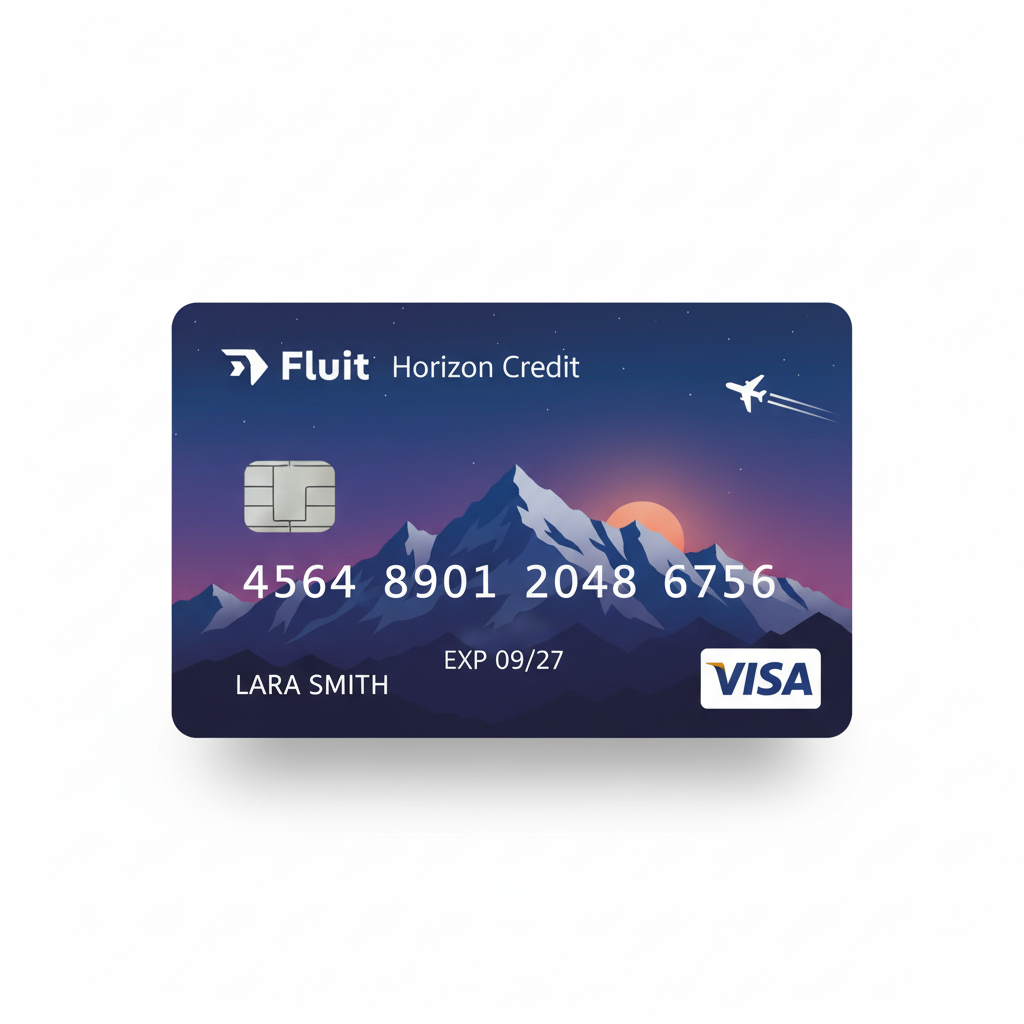 Fluit Horizon Credit
4564 8901 2048 6756
EXP 09/27
LARA SMITH
VISA